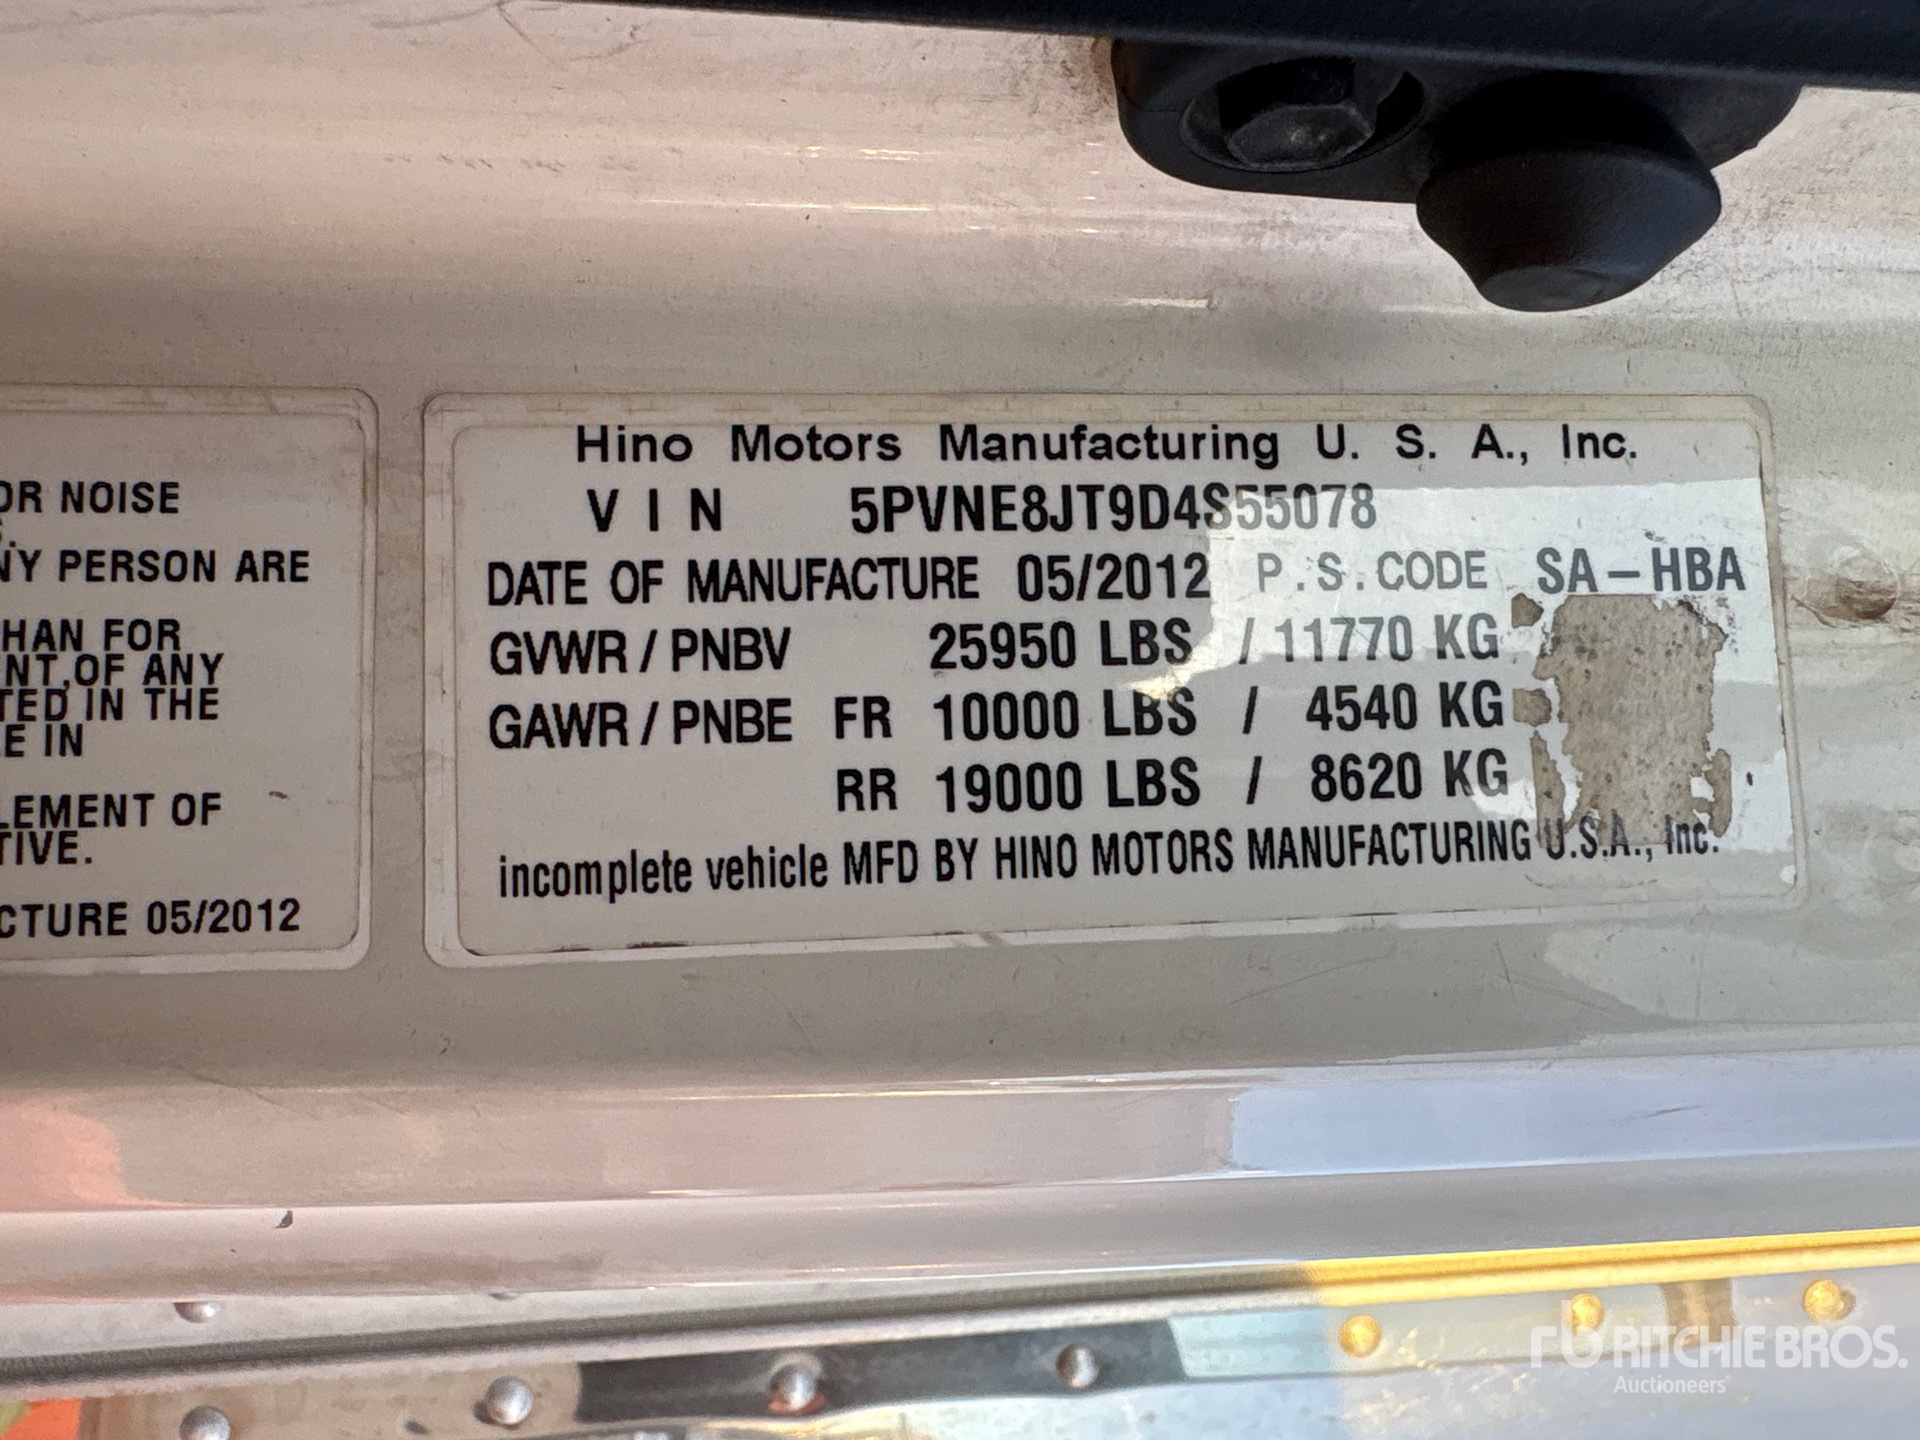 OR NOISE
NY PERSON ARE
HAN FOR
NT,OF ANY
TED IN THE
E IN
LEMENT OF
TIVE.
CTURE 05/2012
Hino Motors Manufacturing U. S. A., Inc.
V I N 5PVNE8JT9D4S55078
DATE OF MANUFACTURE 05/2012 P.S.CODE SA-HBA
GVWR / PNBV 25950 LBS / 11770 KG
GAWR / PNBE FR 10000 LBS / 4540 KG
RR 19000 LBS / 8620 KG
incomplete vehicle MFD BY HINO MOTORS MANUFACTURING U.S.A., Inc.
rb RITCHIE BROS.
Auctioneers